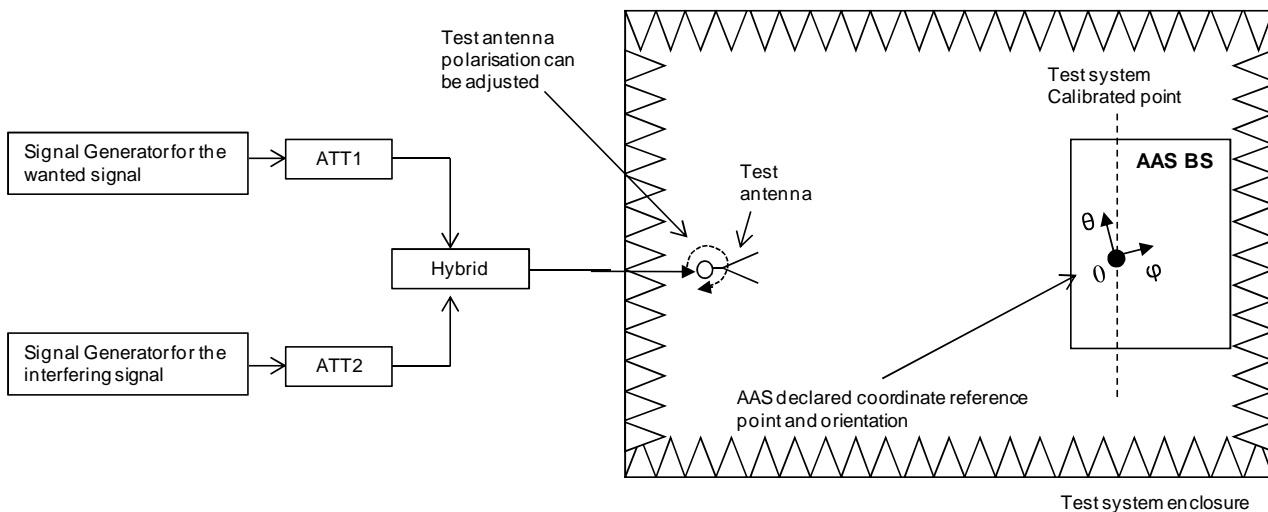 Test antenna
polarisation can
be adjusted
Signal Generator for the
wanted signal
ATT1
Hybrid
Signal Generator for the
interfering signal
ATT2
Test
antenna
Test system
Calibrated point
AAS BS
θ
0
φ
AAS declared coordinate reference
point and orientation
Test system enclosure